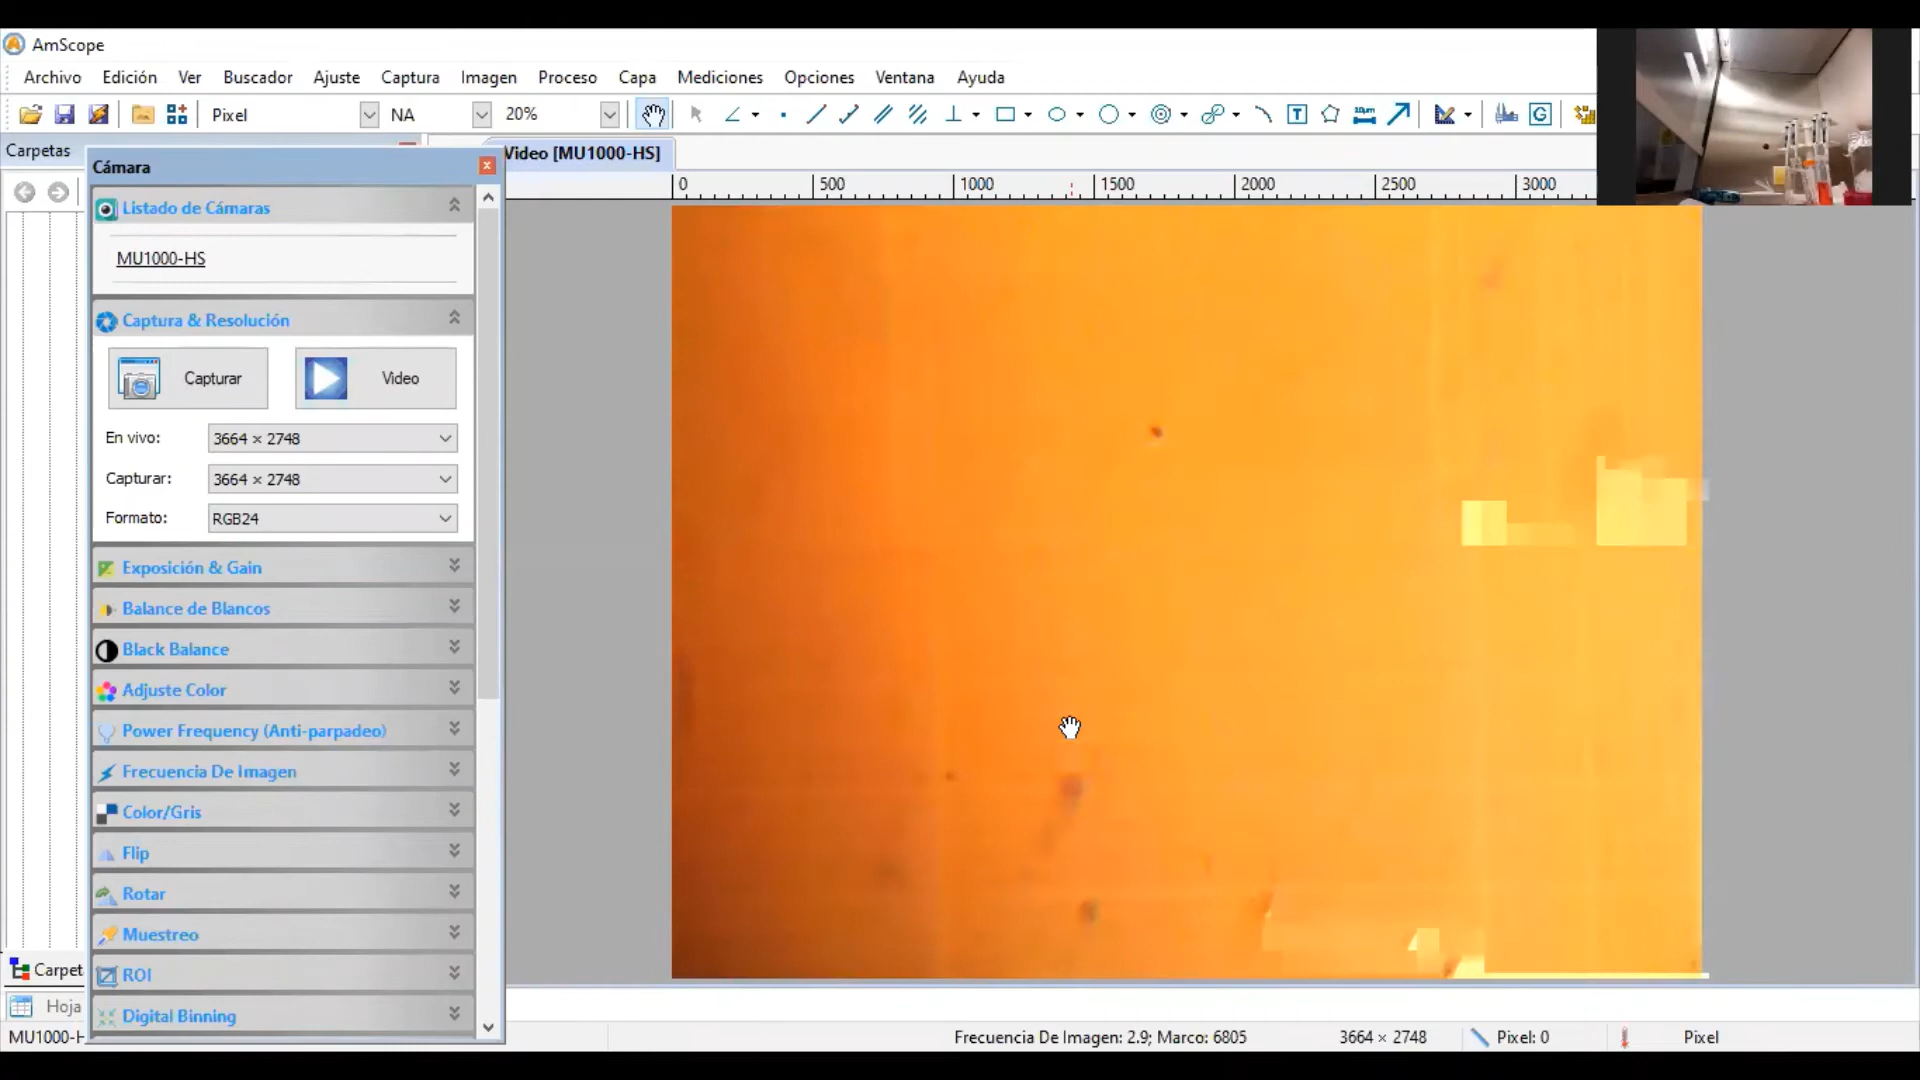 AmScope
Archivo Edición Ver Buscador Ajuste Captura Imagen Proceso Capa Mediciones Opciones Ventana Ayuda
Pixel NA 20%
Carpetas
Cámara
Video [MU1000-HS]
0 500 1000 1500 2000 2500 3000
Listado de Cámaras
MU1000-HS
Captura & Resolución
Capturar Video
En vivo: 3664 × 2748
Capturar: 3664 × 2748
Formato: RGB24
Exposición & Gain
Balance de Blancos
Black Balance
Adjuste Color
Power Frequency (Anti-parpadeo)
Frecuencia De Imagen
Color/Gris
Flip
Rotar
Muestreo
ROI
Digital Binning
Carpet
Hoja
MU1000-H Frecuencia De Imagen: 2.9; Marco: 6805 3664 × 2748 Pixel: 0 Pixel